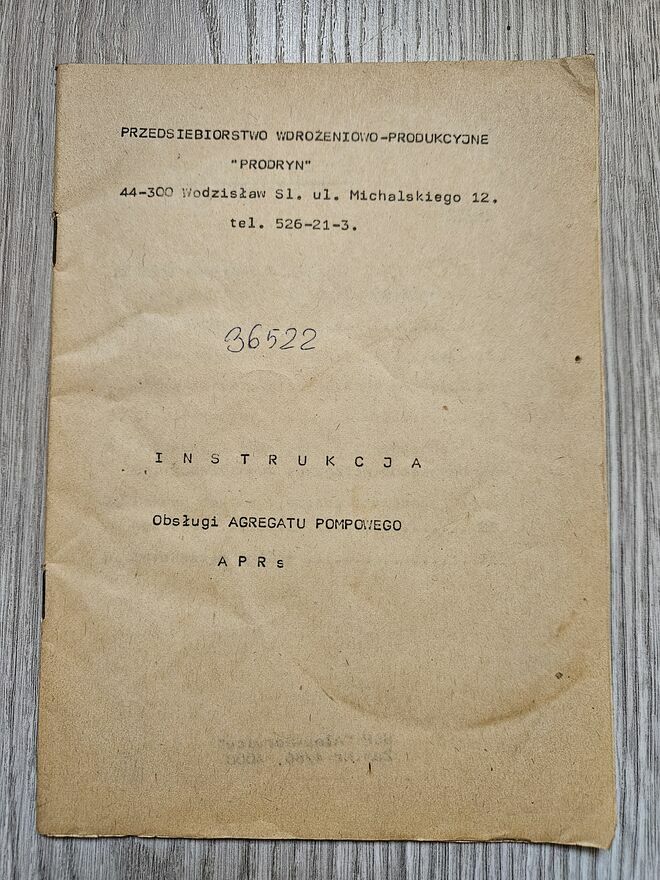 PRZEDSIEBIORSTWO WDROŻENIOWO-PRODUKCYJNE
"PRODRYN"
44-300 Wodzisław Sl. ul. Michalskiego 12.
tel. 526-21-3.
36522
I N S T R U K C J A
Obsługi AGREGATU POMPOWEGO
A P R s